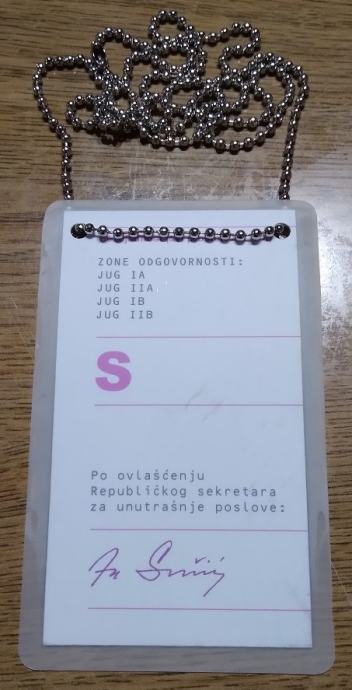 ZONE ODGOVORNOSTI:
JUG IA
JUG IIA
JUG IB
JUG IIB
S
Po ovlašćenju
Republičkog sekretara
za unutrašnje poslove: